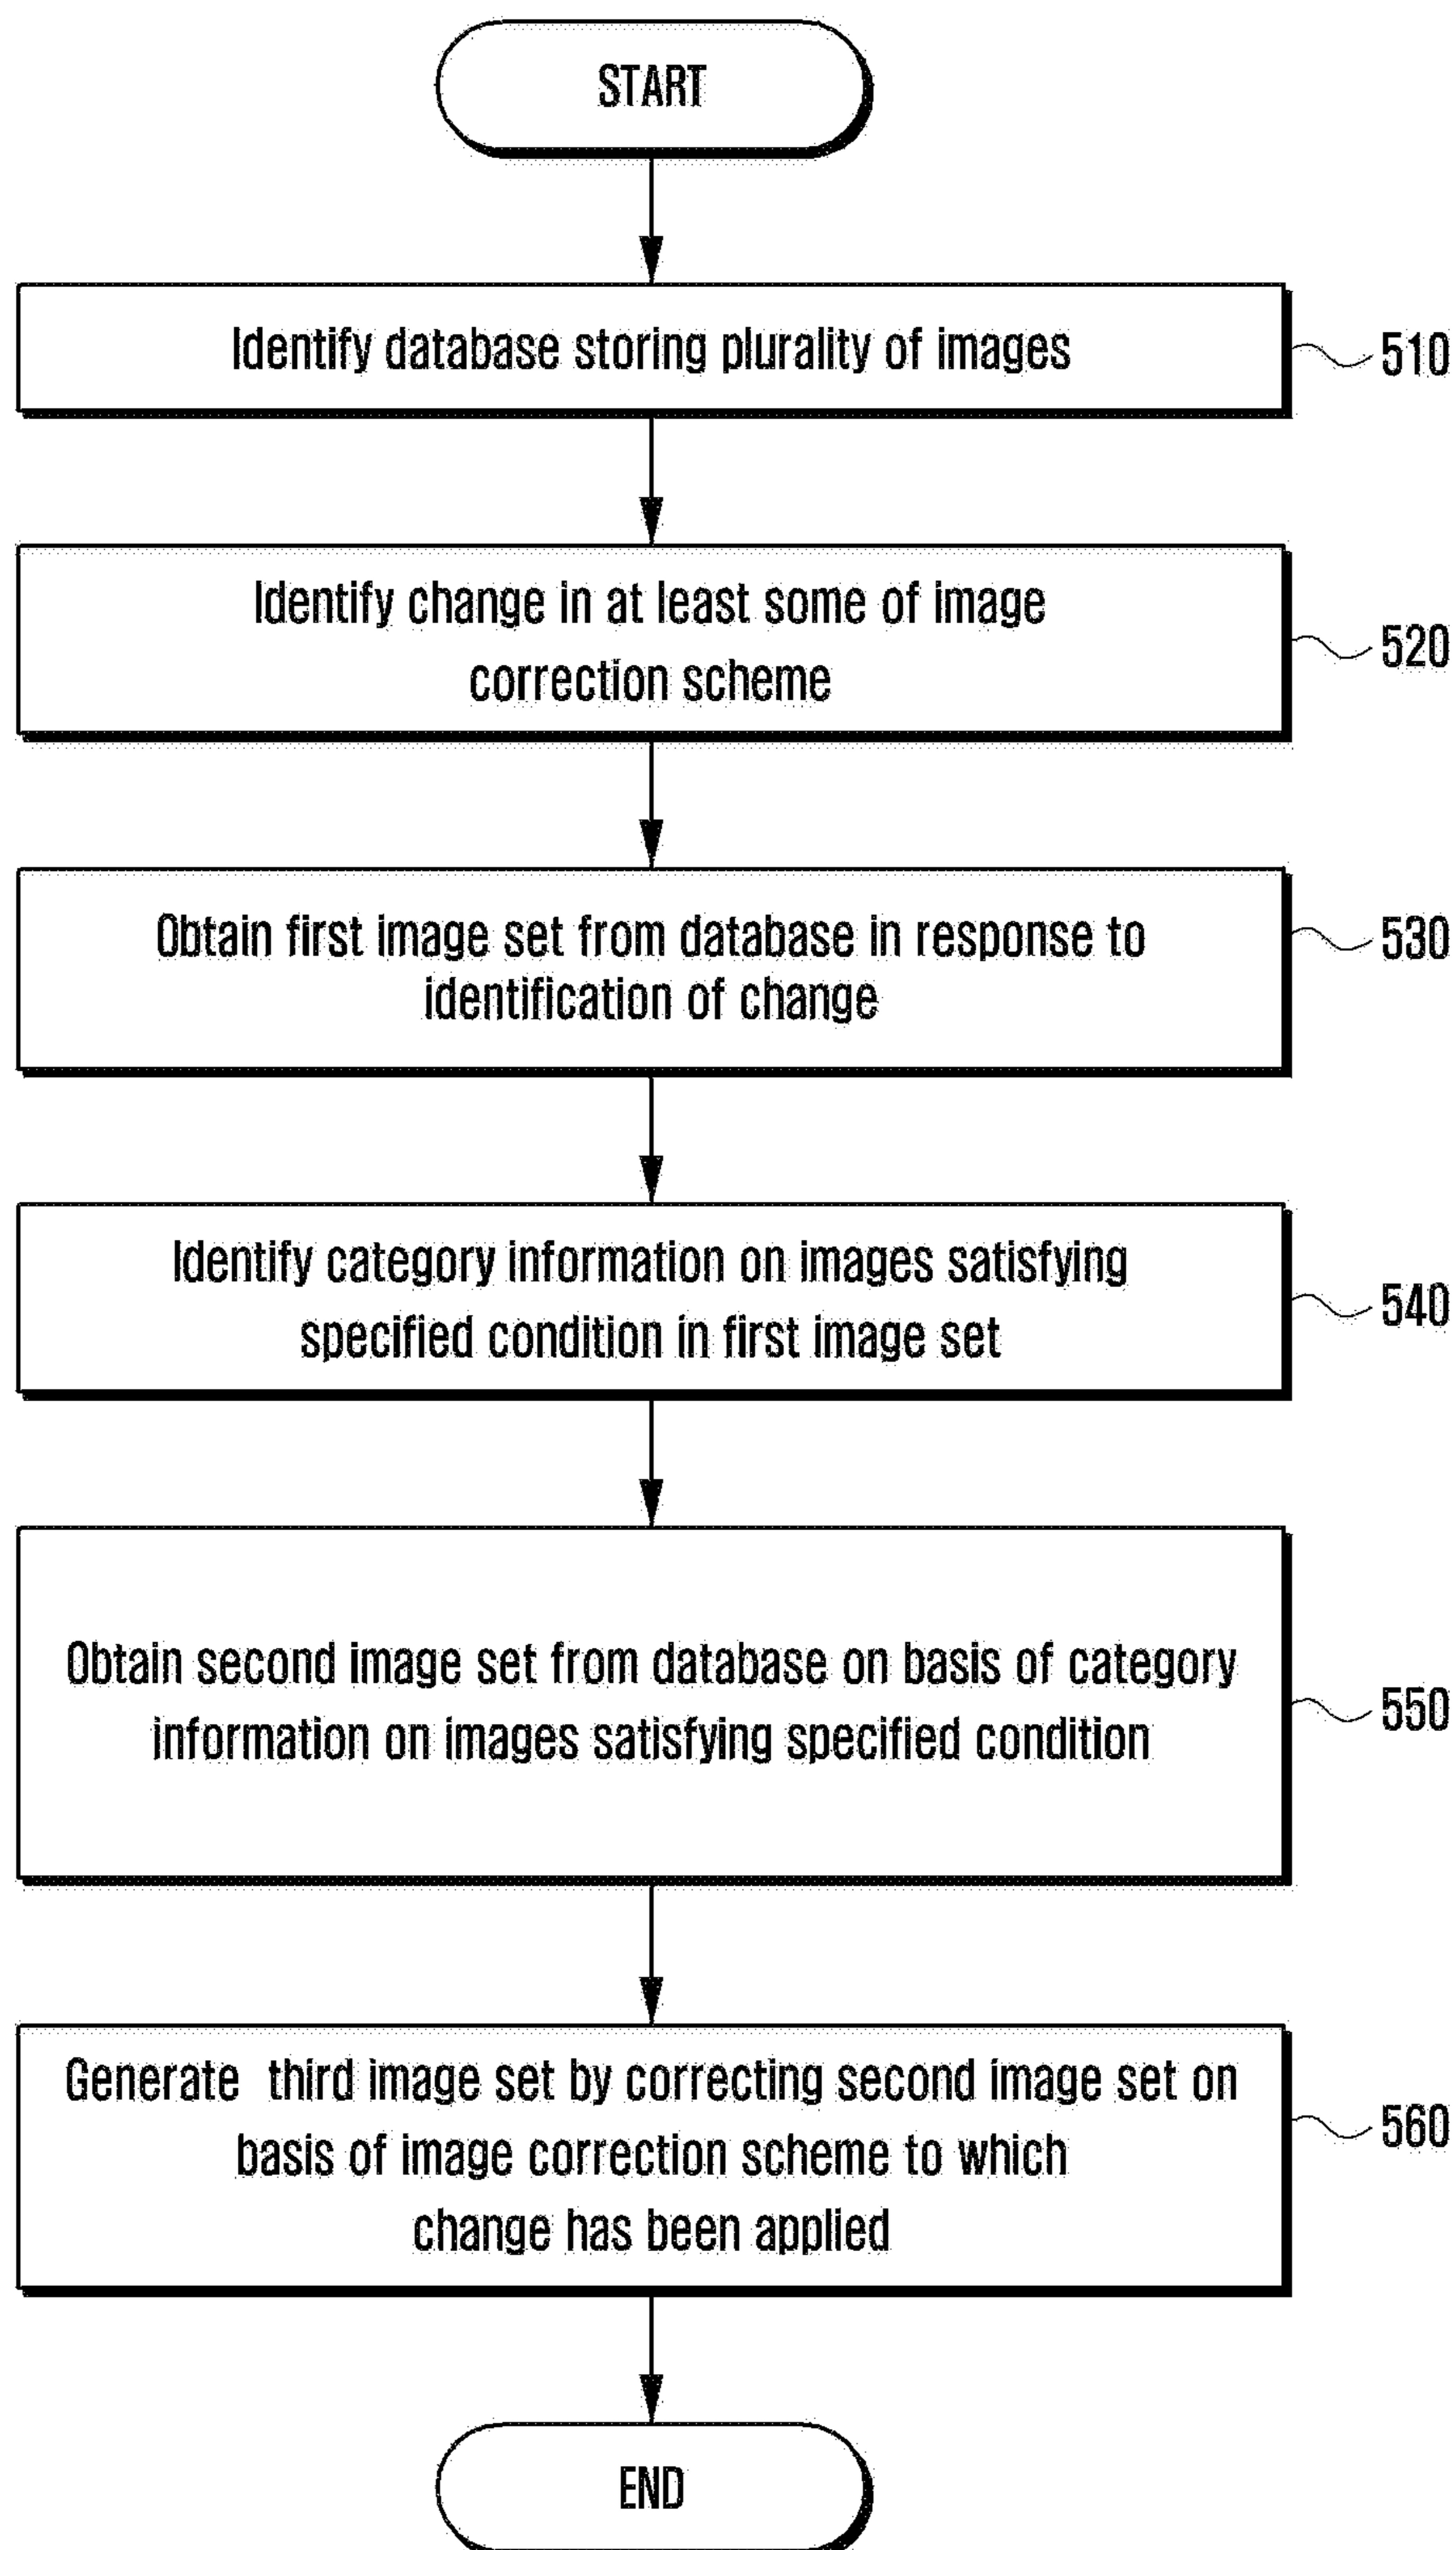 START
Identify database storing plurality of images
510
Identify change in at least some of image
correction scheme
520
Obtain first image set from database in response to
identification of change
530
Identify category information on images satisfying
specified condition in first image set
540
Obtain second image set from database on basis of category
information on images satisfying specified condition
550
Generate third image set by correcting second image set on
basis of image correction scheme to which
change has been applied
560
END